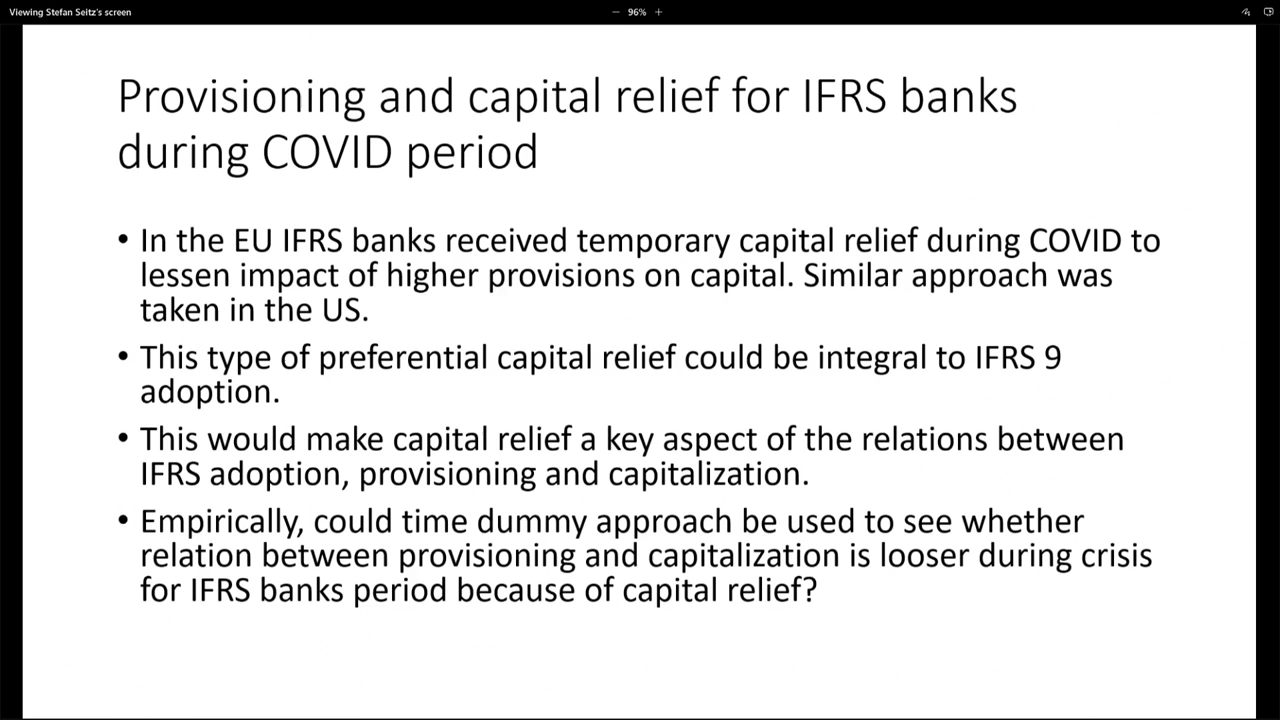 Viewing Stefan Seitz's screen
96%
Provisioning and capital relief for IFRS banks
during COVID period
• In the EU IFRS banks received temporary capital relief during COVID to
lessen impact of higher provisions on capital. Similar approach was
taken in the US.
• This type of preferential capital relief could be integral to IFRS 9
adoption.
• This would make capital relief a key aspect of the relations between
IFRS adoption, provisioning and capitalization.
• Empirically, could time dummy approach be used to see whether
relation between provisioning and capitalization is looser during crisis
for IFRS banks period because of capital relief?